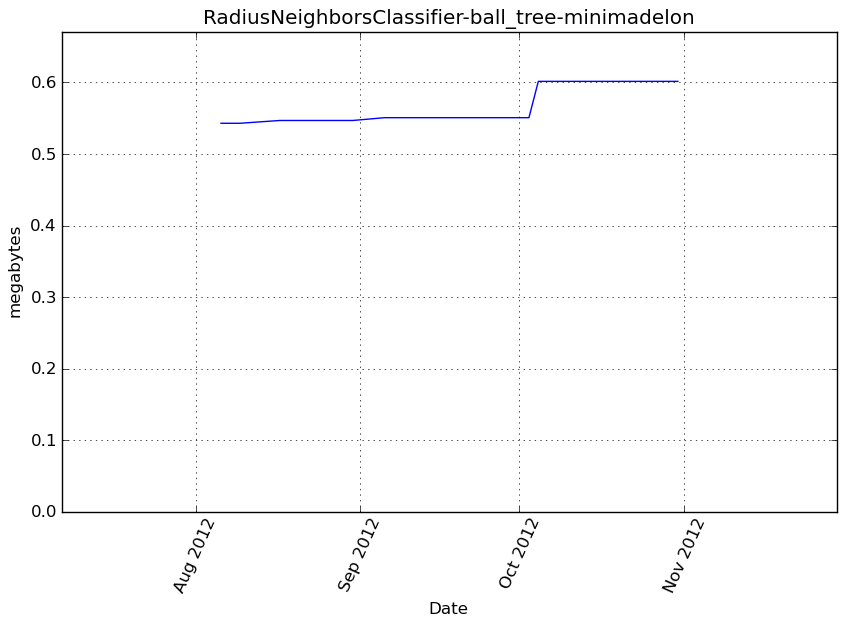 RadiusNeighborsClassifier-ball_tree-minimadelon
0.6
0.5
0.4
0.3
0.2
0.1
0.0
megabytes
Aug 2012
Sep 2012
Oct 2012
Nov 2012
Date